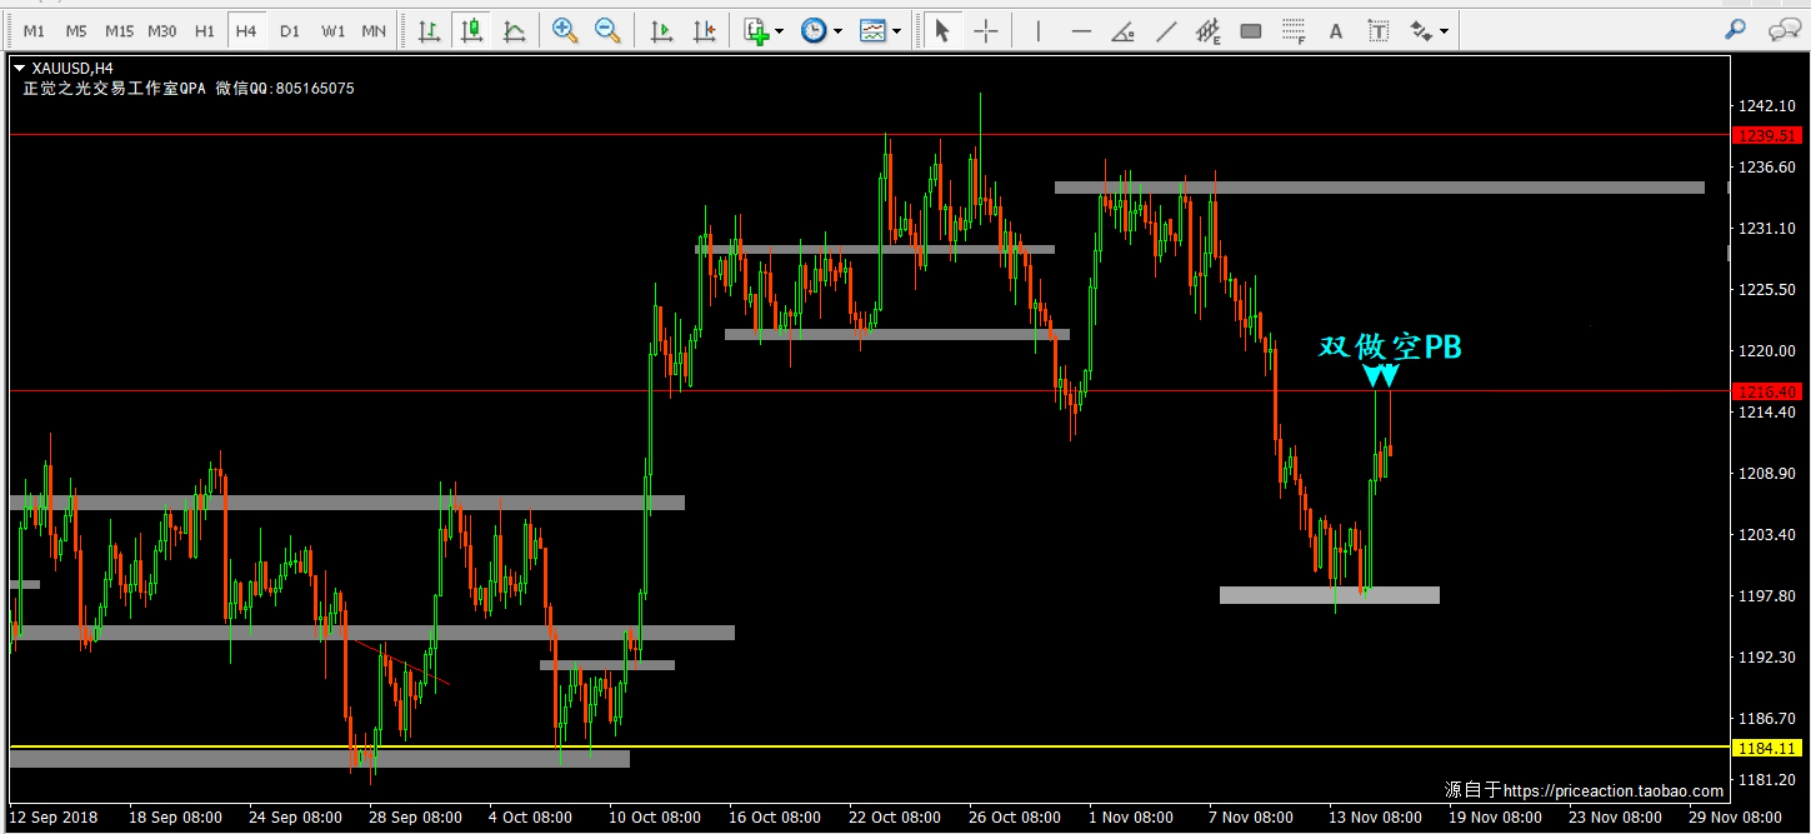 M1 M5 M15 M30 H1 H4 D1 W1 MN E F A T
XAUUSD,H4
正觉之光交易工作室QPA 微信QQ:805165075
1242.10
1239.51
1236.60
1231.10
1225.50
双做空PB
1220.00
1216.40
1214.40
1208.90
1203.40
1197.80
1192.30
1186.70
1184.11
1181.20
源自于https://priceaction.taobao.com
12 Sep 2018 18 Sep 08:00 24 Sep 08:00 28 Sep 08:00 4 Oct 08:00 10 Oct 08:00 16 Oct 08:00 22 Oct 08:00 26 Oct 08:00 1 Nov 08:00 7 Nov 08:00 13 Nov 08:00 19 Nov 08:00 23 Nov 08:00 29 Nov 08:00